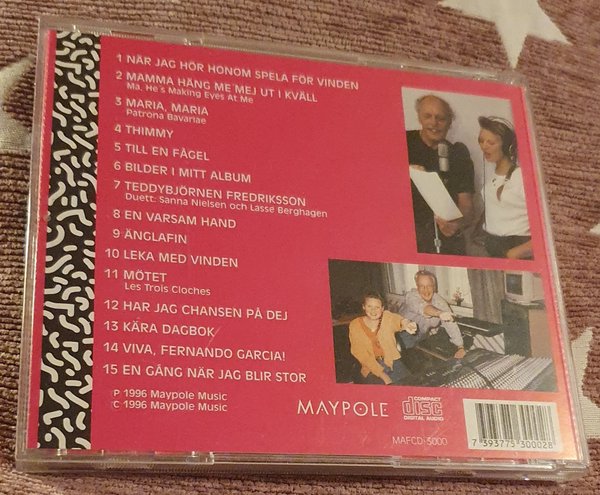 1 NÄR JAG HÖR HONOM SPELA FÖR VINDEN
2 MAMMA HÄNG ME'MEJ UT I KVÄLL
Ma, He's Making Eyes At Me
3 MARIA, MARIA
Patrona Bavariae
4 THIMMY
5 TILL EN FÅGEL
6 BILDER I MITT ALBUM
7 TEDDYBJÖRNEN FREDRIKSSON
Duett: Sanna Nielsen och Lasse Berghagen
8 EN VARSAM HAND
9 ÄNGLAFIN
10 LEKA MED VINDEN
11 MÖTET
Les Trois Cloches
12 HAR JAG CHANSEN PÅ DEJ
13 KÄRA DAGBOK
14 VIVA, FERNANDO GARCIA!
15 EN GÅNG NÄR JAG BLIR STOR
P 1996 Maypole Music
C 1996 Maypole Music
MAYPOLE
COMPACT
disc
DIGITAL AUDIO
MAFCD-3000
7 393775 300028